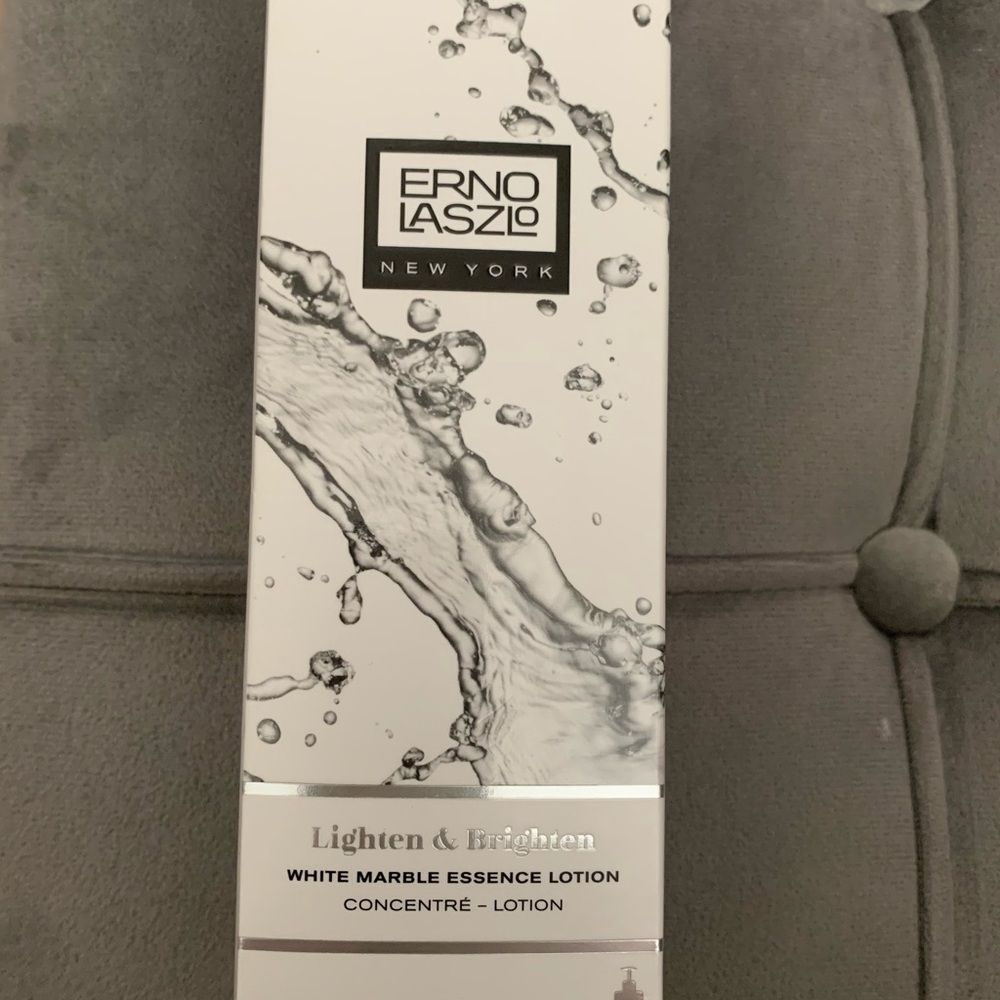 ERNO
LASZLO
NEW YORK
Lighten & Brighten
WHITE MARBLE ESSENCE LOTION
CONCENTRÉ – LOTION